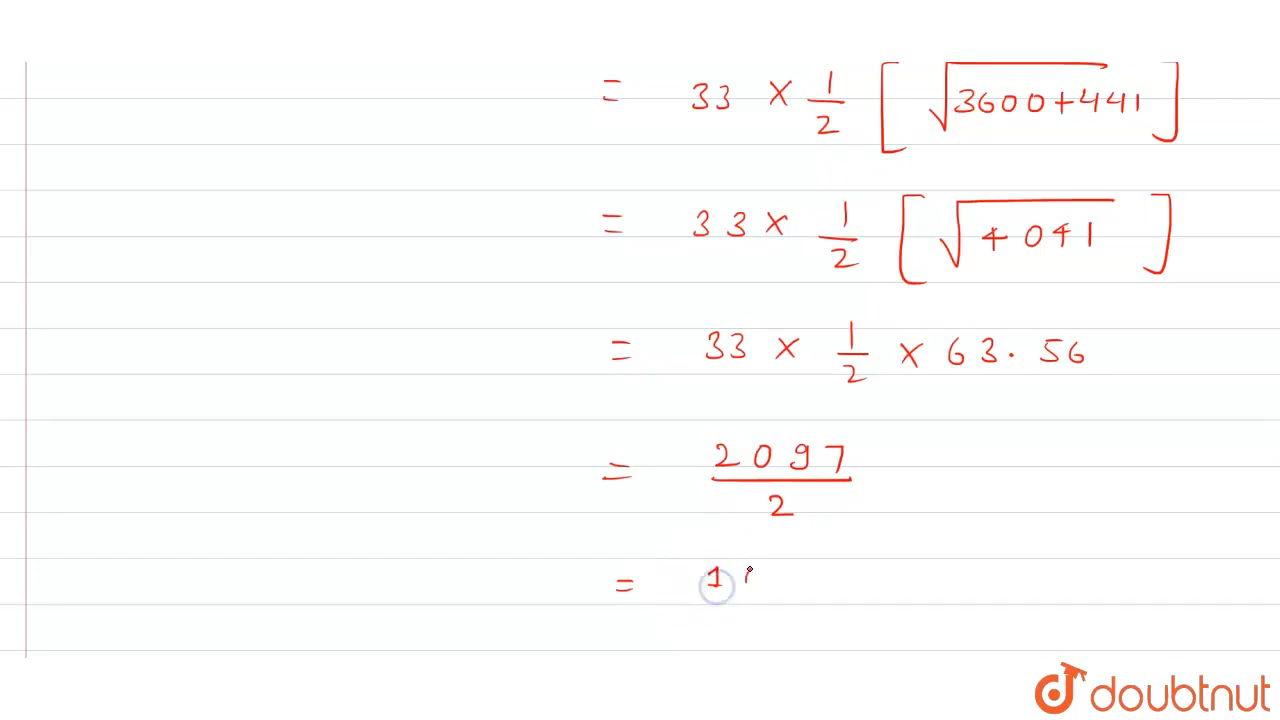 = 33 × 1/2 [√3600+441]
= 33 × 1/2 [√4041]
= 33 × 1/2 × 63.56
= 2097/2
= 1
doubtnut